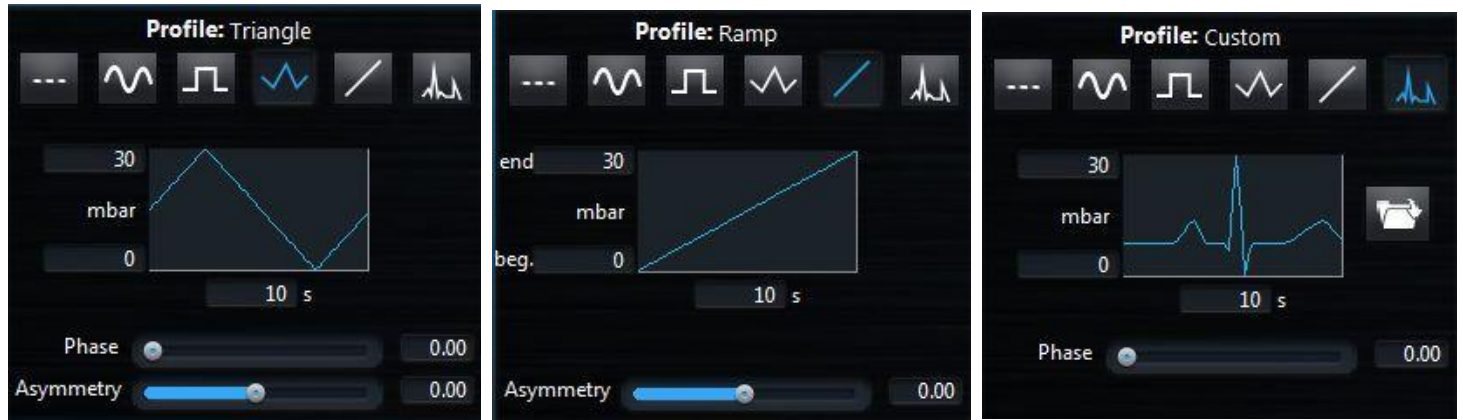 Profile: Triangle
30
mbar
0
10 s
Phase 0.00
Asymmetry 0.00
Profile: Ramp
end 30
mbar
beg. 0
10 s
Asymmetry 0.00
Profile: Custom
30
mbar
0
10 s
Phase 0.00